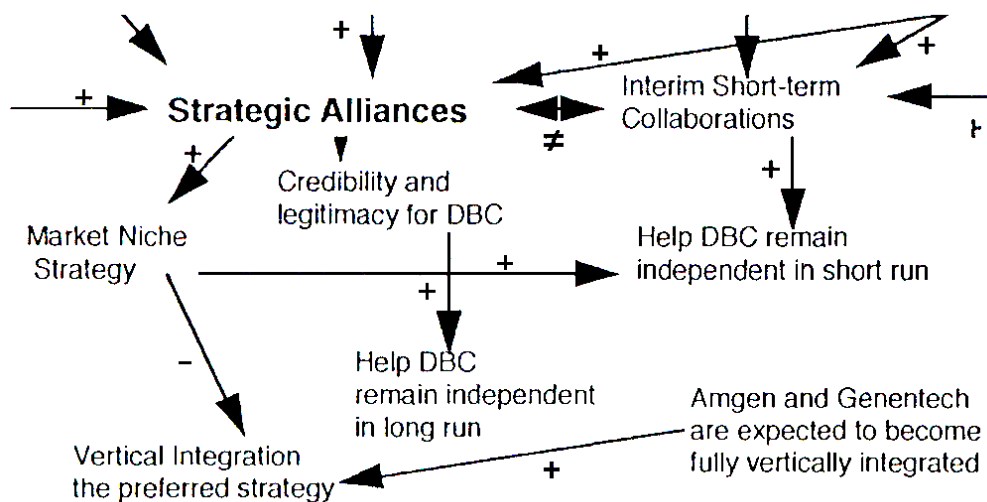 +
+
+
Strategic Alliances
+
≠
Interim Short-term
Collaborations
+
Credibility and
legitimacy for DBC
+
Market Niche
Strategy
Help DBC remain
independent in short run
+
+
−
Help DBC
remain independent
in long run
Amgen and Genentech
are expected to become
fully vertically integrated
Vertical Integration
the preferred strategy
+